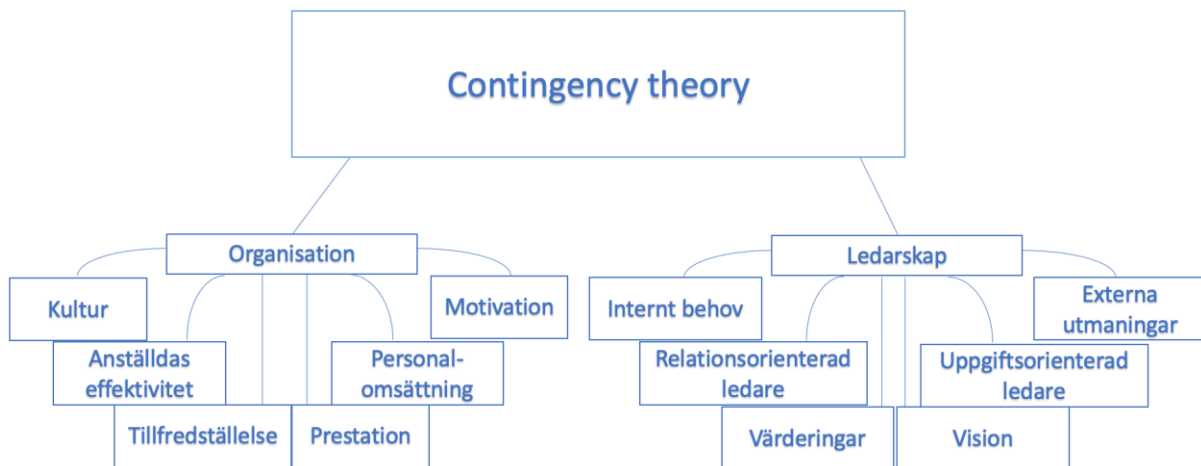 Contingency theory
Organisation
Ledarskap
Kultur
Motivation
Internt behov
Externa
utmaningar
Anställdas
effektivitet
Personal-
omsättning
Relationsorienterad
ledare
Uppgiftsorienterad
ledare
Tillfredställelse
Prestation
Värderingar
Vision